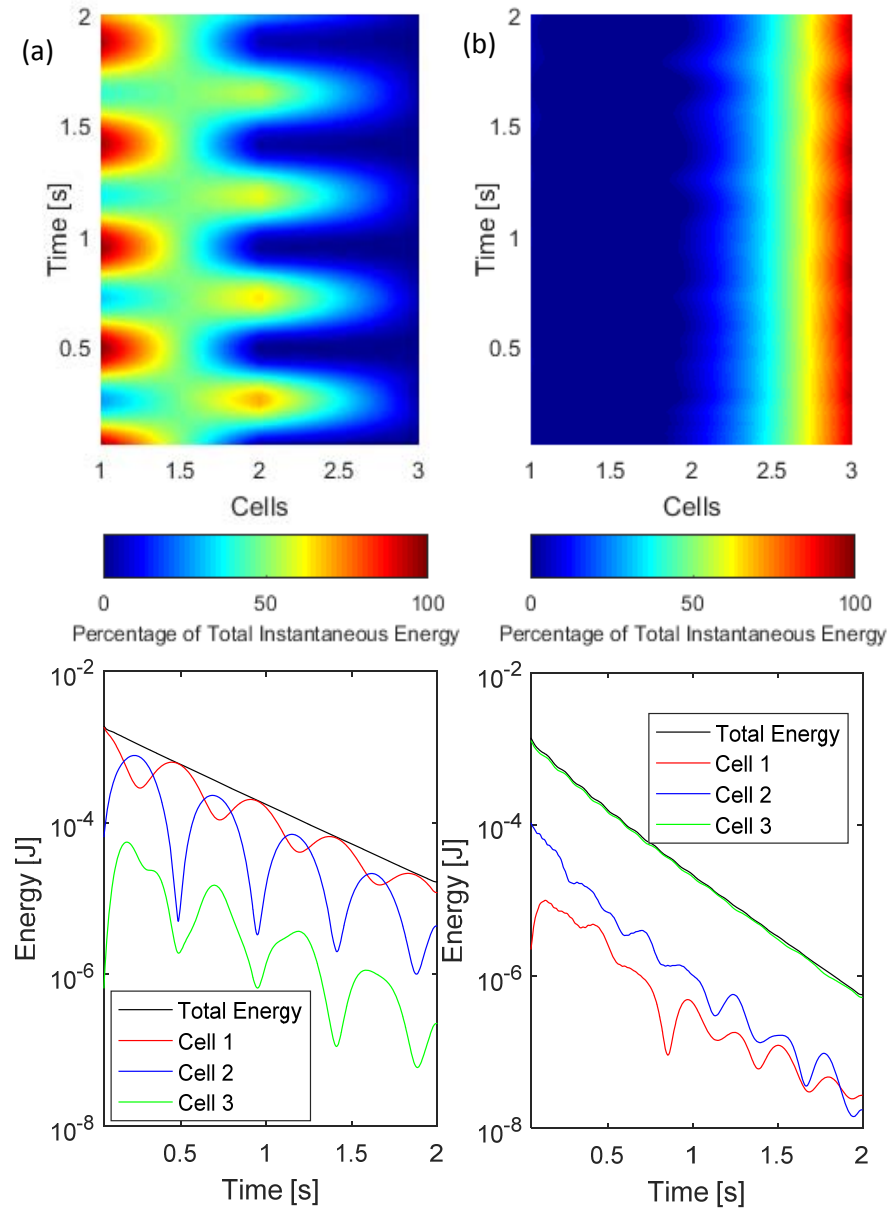 (a)
2
1.5
1
0.5
Time [s]
1 1.5 2 2.5 3
Cells
0 50 100
Percentage of Total Instantaneous Energy
(b)
2
1.5
1
0.5
Time [s]
1 1.5 2 2.5 3
Cells
0 50 100
Percentage of Total Instantaneous Energy
10^-2
10^-4
10^-6
10^-8
Energy [J]
Total Energy
Cell 1
Cell 2
Cell 3
0.5 1 1.5 2
Time [s]
10^-2
10^-4
10^-6
10^-8
Energy [J]
Total Energy
Cell 1
Cell 2
Cell 3
0.5 1 1.5 2
Time [s]